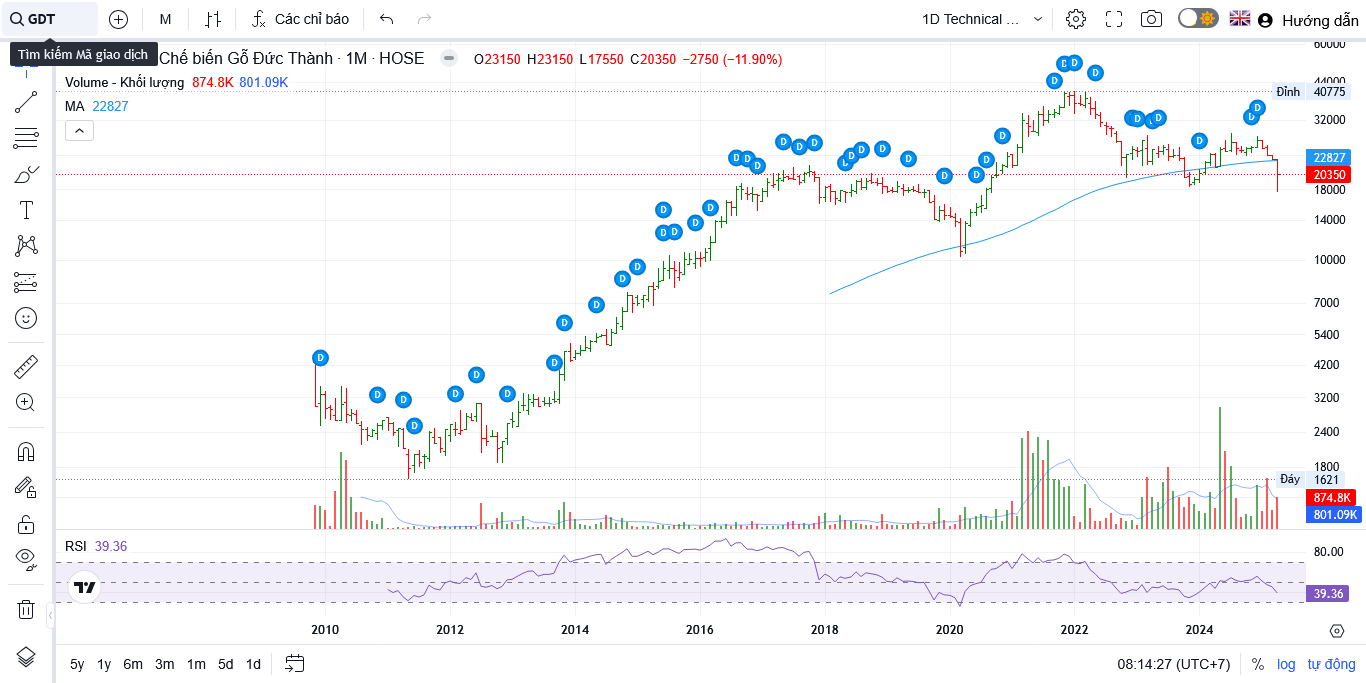 GDT M Các chỉ báo 1D Technical ... Hướng dẫn
Tìm kiếm Mã giao dịch
Chế biến Gỗ Đức Thành · 1M · HOSE O23150 H23150 L17550 C20350 −2750 (−11.90%)
Volume - Khối lượng 874.8K 801.09K
MA 22827
60000
44000
Đỉnh 40775
32000
22827
20350
18000
14000
10000
7000
5400
4200
3200
2400
1800
Đáy 1621
874.8K
801.09K
D D D D D D D D D D D D D D D D D D D D D D D D D D D D D D D D D D D D D D D D D D
RSI 39.36
80.00
39.36
2010 2012 2014 2016 2018 2020 2022 2024
5y 1y 6m 3m 1m 5d 1d 08:14:27 (UTC+7) % log tự động